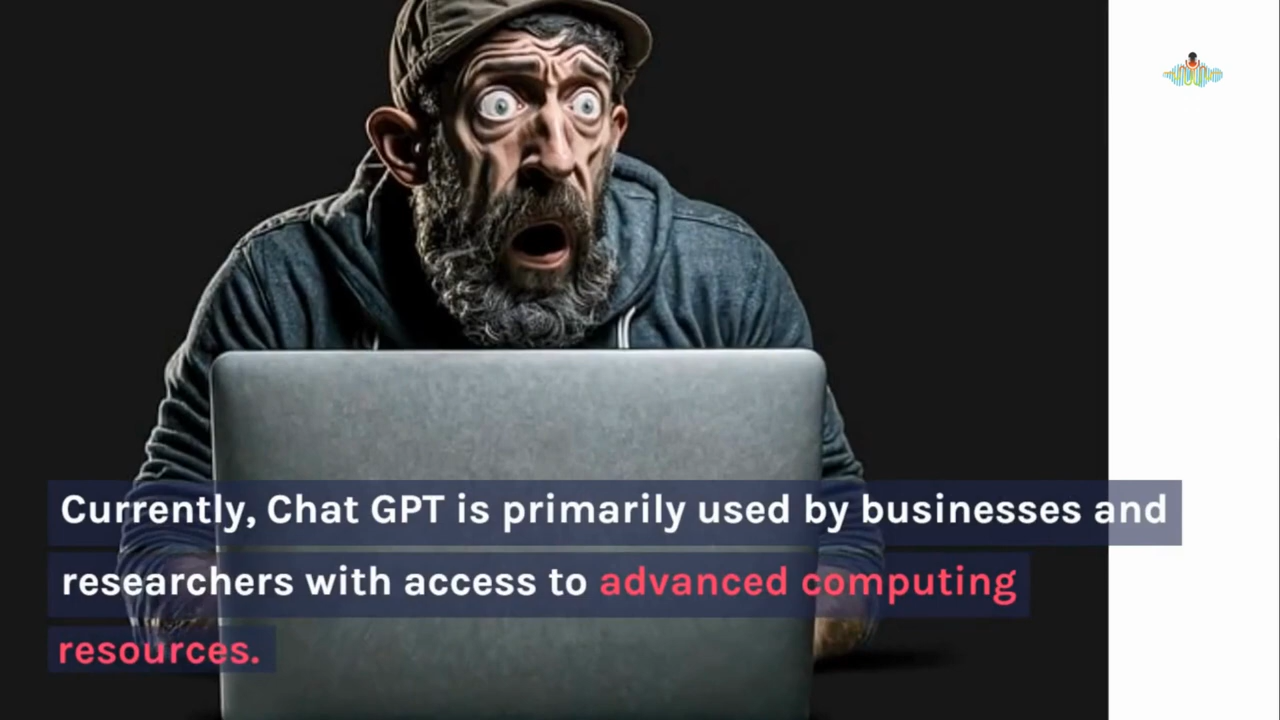 Currently, Chat GPT is primarily used by businesses and
researchers with access to advanced computing
resources.